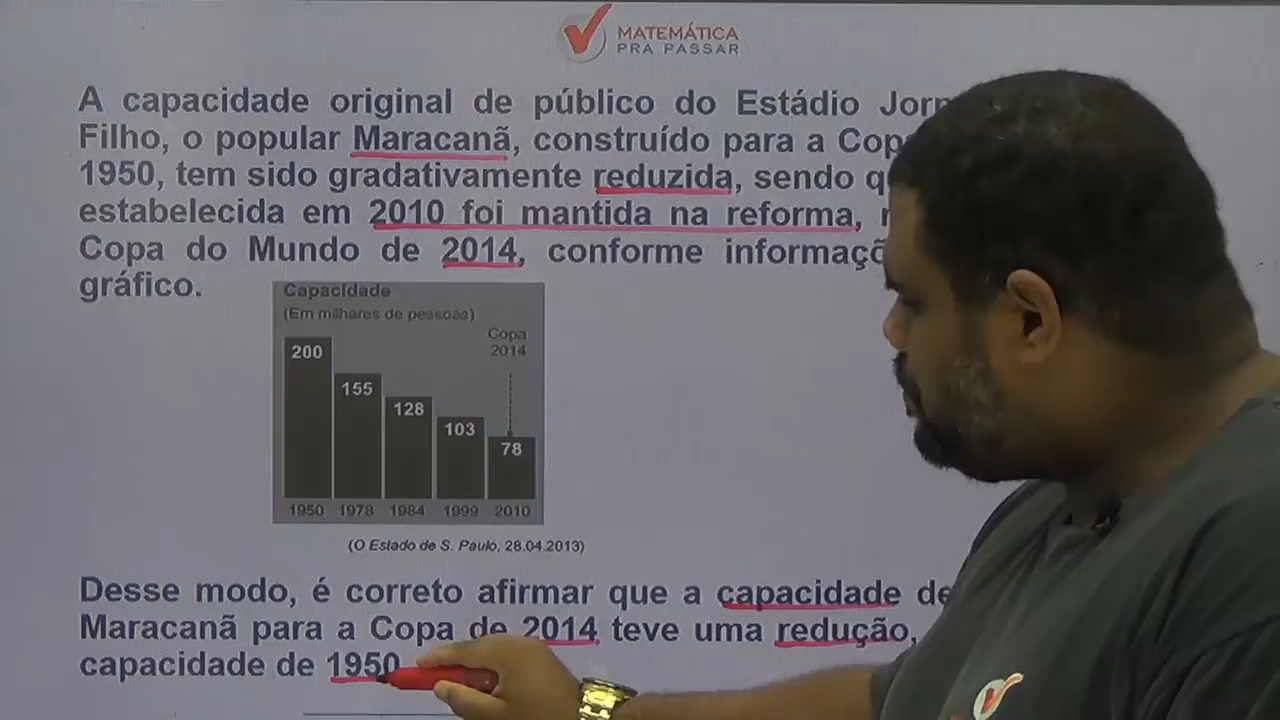 MATEMÁTICA
PRA PASSAR
A capacidade original de público do Estádio
Filho, o popular Maracanã, construído para a
1950, tem sido gradativamente reduzida, sendo
estabelecida em 2010 foi mantida na reforma,
Copa do Mundo de 2014, conforme
gráfico.
Capacidade
(Em milhares de pessoas)
Copa
2014
200
155
128
103
78
1950 1978 1984 1999 2010
(O Estado de S. Paulo, 28.04.2013)
Desse modo, é correto afirmar que a capacidade
Maracanã para a Copa de 2014 teve uma redução,
capacidade de 1950